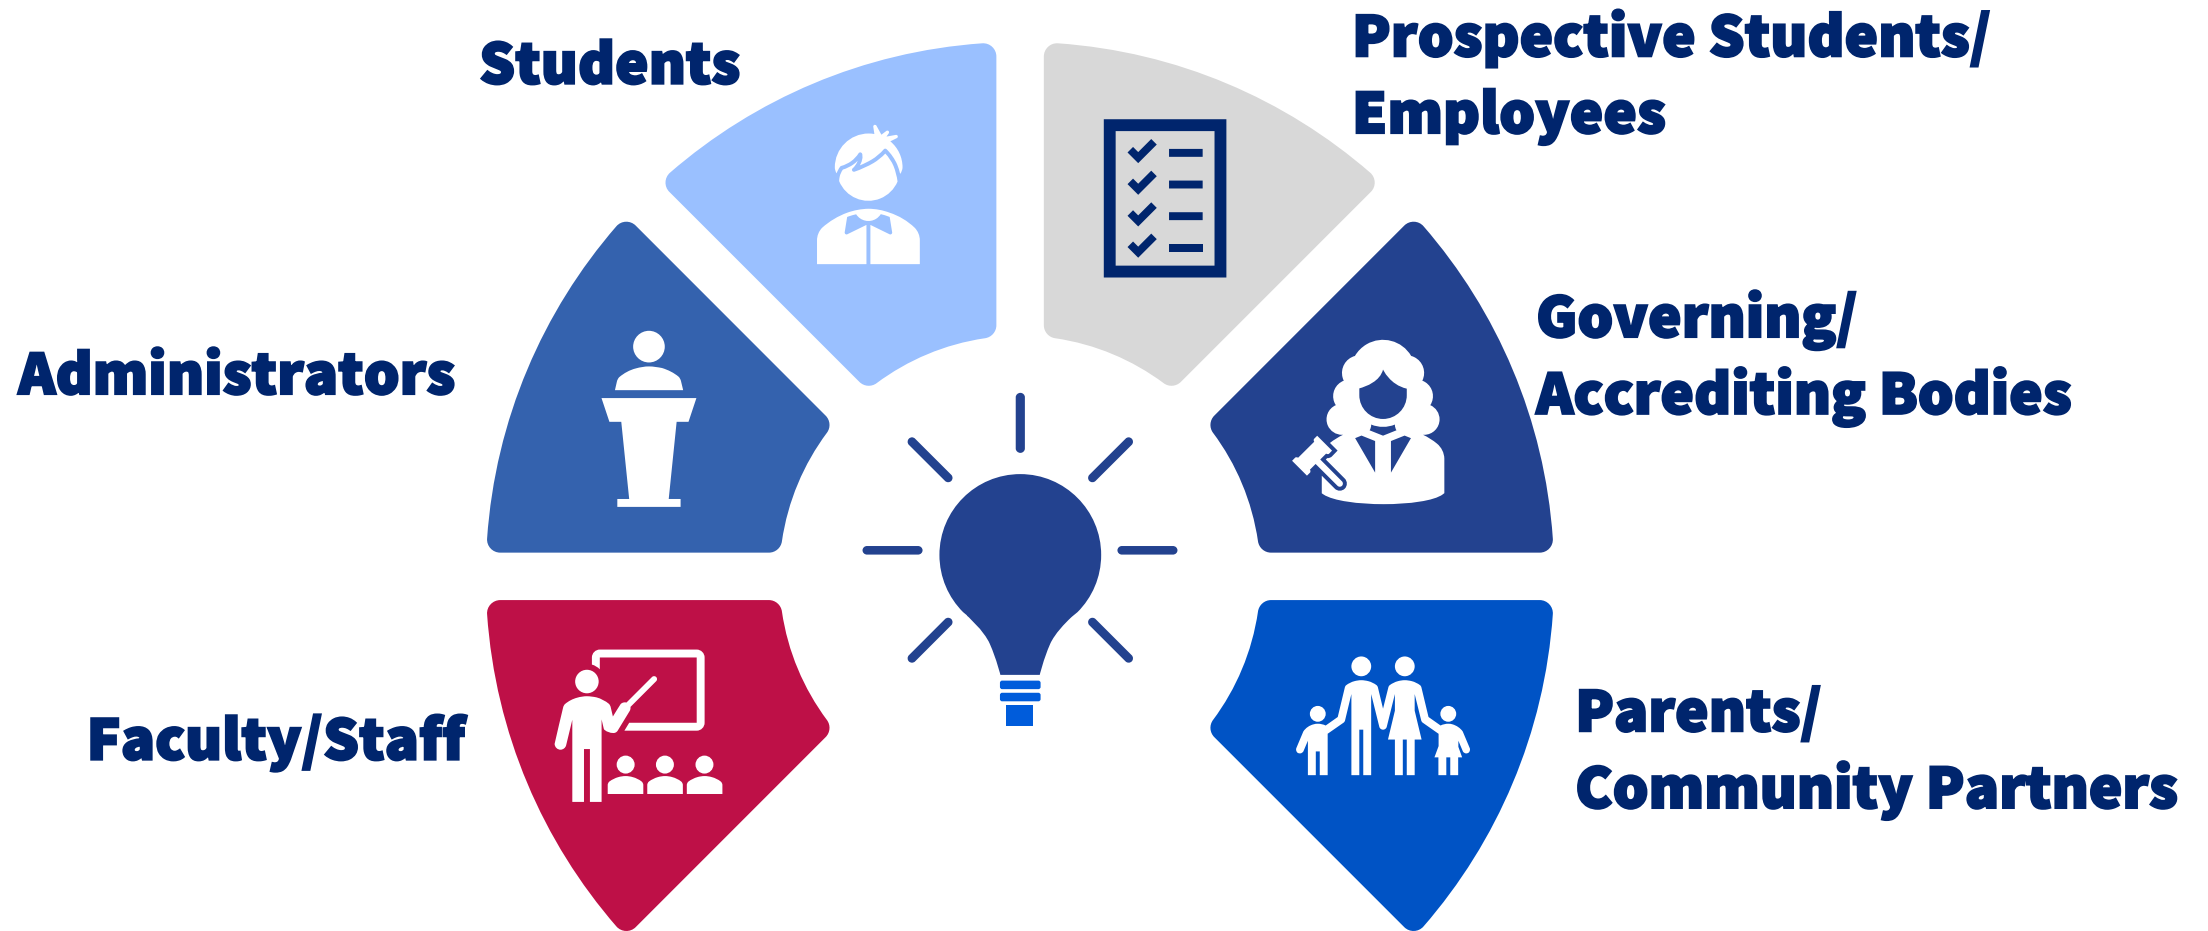 Students
Prospective Students/
Employees
Administrators
Governing/
Accrediting Bodies
Faculty/Staff
Parents/
Community Partners